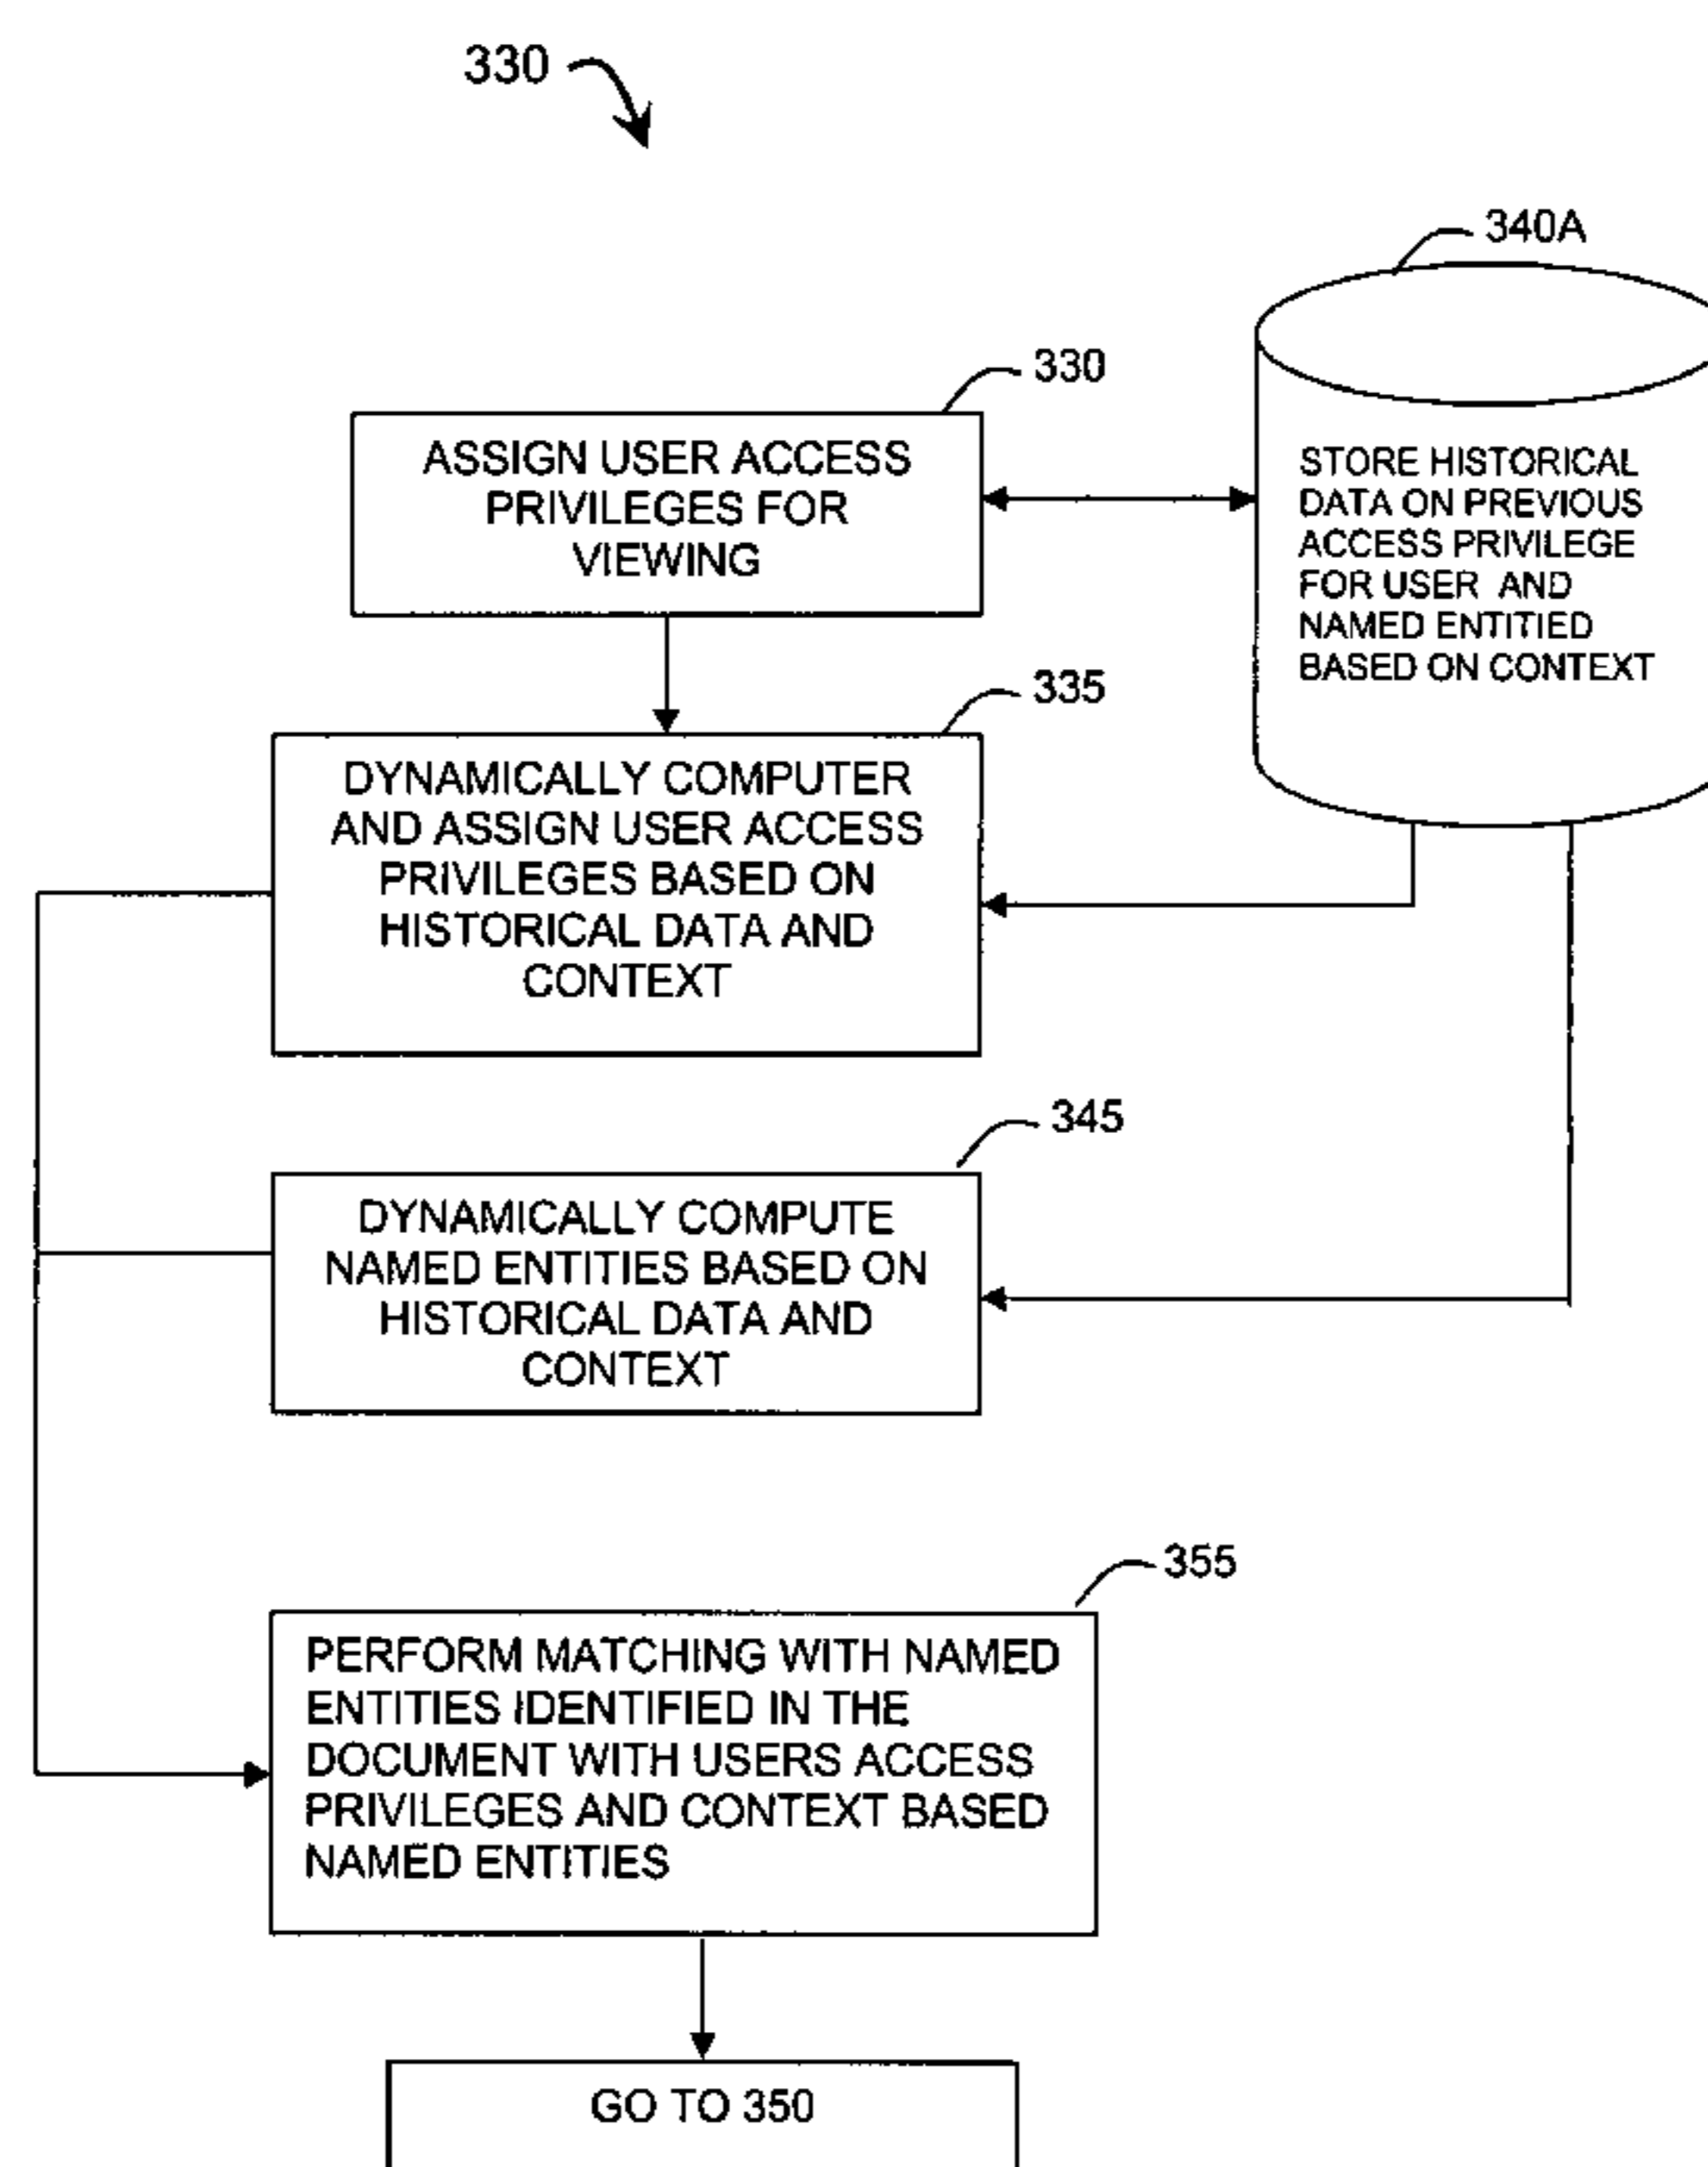 330
340A
330
ASSIGN USER ACCESS
PRIVILEGES FOR
VIEWING
STORE HISTORICAL
DATA ON PREVIOUS
ACCESS PRIVILEGE
FOR USER AND
NAMED ENTITIED
BASED ON CONTEXT
335
DYNAMICALLY COMPUTER
AND ASSIGN USER ACCESS
PRIVILEGES BASED ON
HISTORICAL DATA AND
CONTEXT
345
DYNAMICALLY COMPUTE
NAMED ENTITIES BASED ON
HISTORICAL DATA AND
CONTEXT
355
PERFORM MATCHING WITH NAMED
ENTITIES IDENTIFIED IN THE
DOCUMENT WITH USERS ACCESS
PRIVILEGES AND CONTEXT BASED
NAMED ENTITIES
GO TO 350